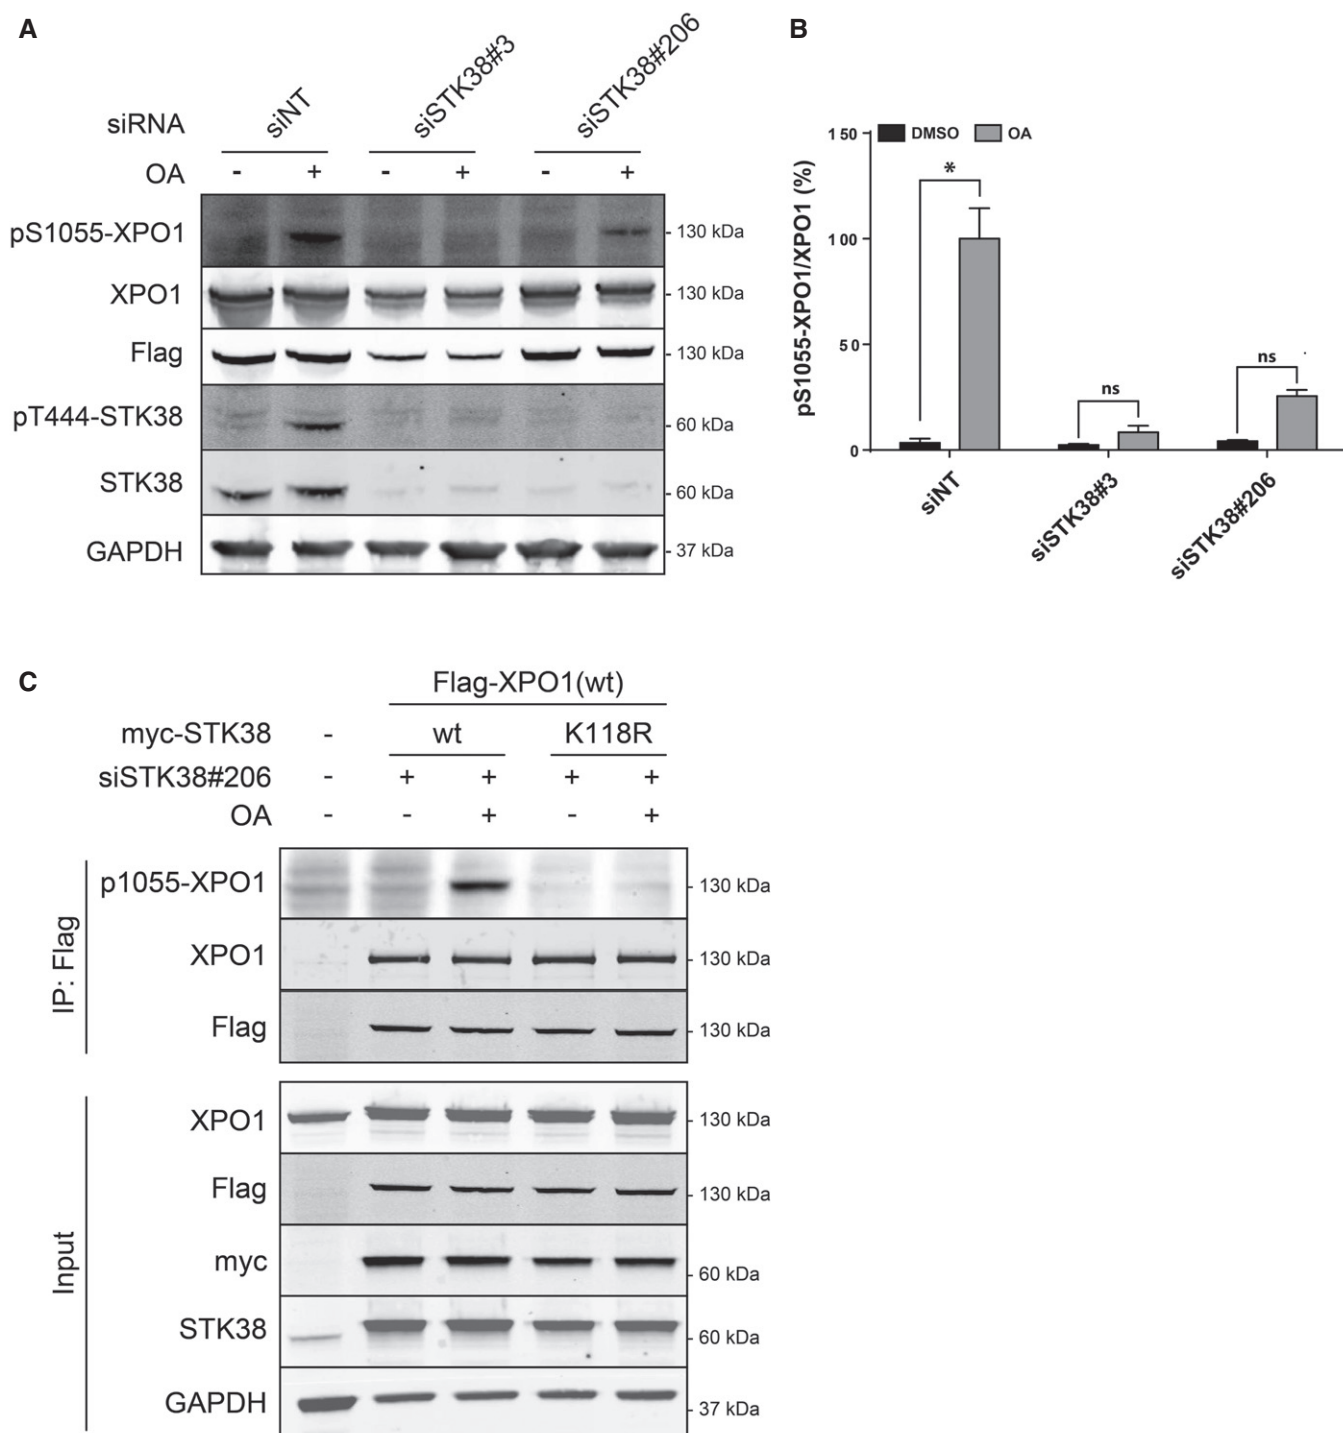 A
siRNA siNT siSTK38#3 siSTK38#206
OA - + - + - +
pS1055-XPO1 130 kDa
XPO1 130 kDa
Flag 130 kDa
pT444-STK38 60 kDa
STK38 60 kDa
GAPDH 37 kDa
B
DMSO OA
pS1055-XPO1/XPO1 (%)
150
100
50
0
* ns ns
siNT siSTK38#3 siSTK38#206
C
Flag-XPO1(wt)
myc-STK38 - wt K118R
siSTK38#206 - + + + +
OA - - + - +
IP: Flag
p1055-XPO1 130 kDa
XPO1 130 kDa
Flag 130 kDa
Input
XPO1 130 kDa
Flag 130 kDa
myc 60 kDa
STK38 60 kDa
GAPDH 37 kDa